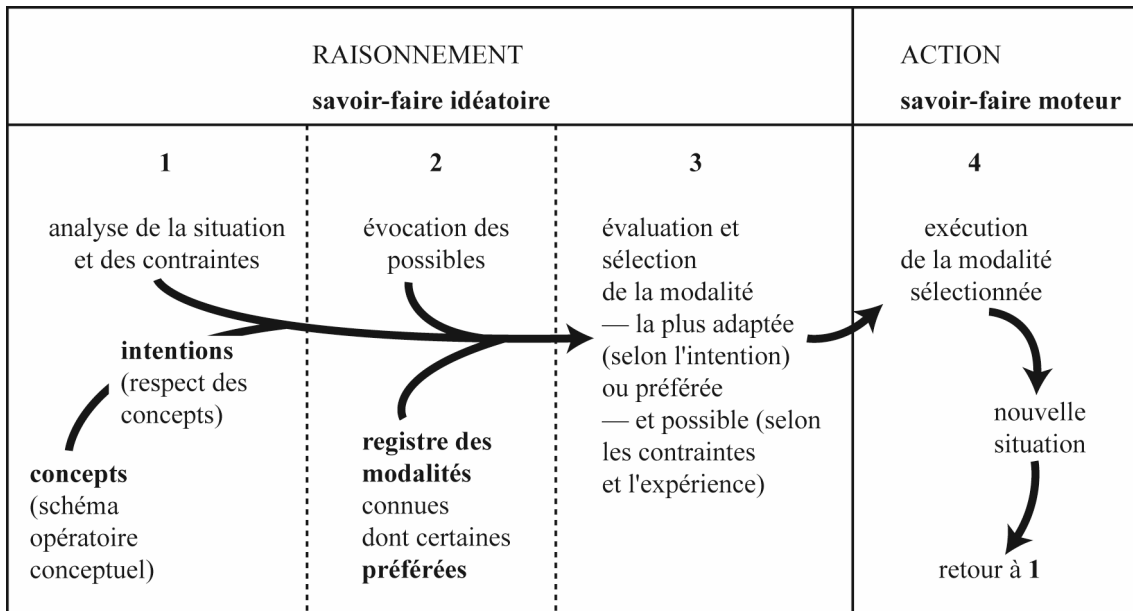 RAISONNEMENT
savoir-faire idéatoire
ACTION
savoir-faire moteur
1
analyse de la situation
et des contraintes
intentions
(respect des
concepts)
concepts
(schéma
opératoire
conceptuel)
2
évocation des
possibles
registre des
modalités
connues
dont certaines
préférées
3
évaluation et
sélection
de la modalité
— la plus adaptée
(selon l'intention)
ou préférée
— et possible (selon
les contraintes
et l'expérience)
4
exécution
de la modalité
sélectionnée
nouvelle
situation
retour à 1